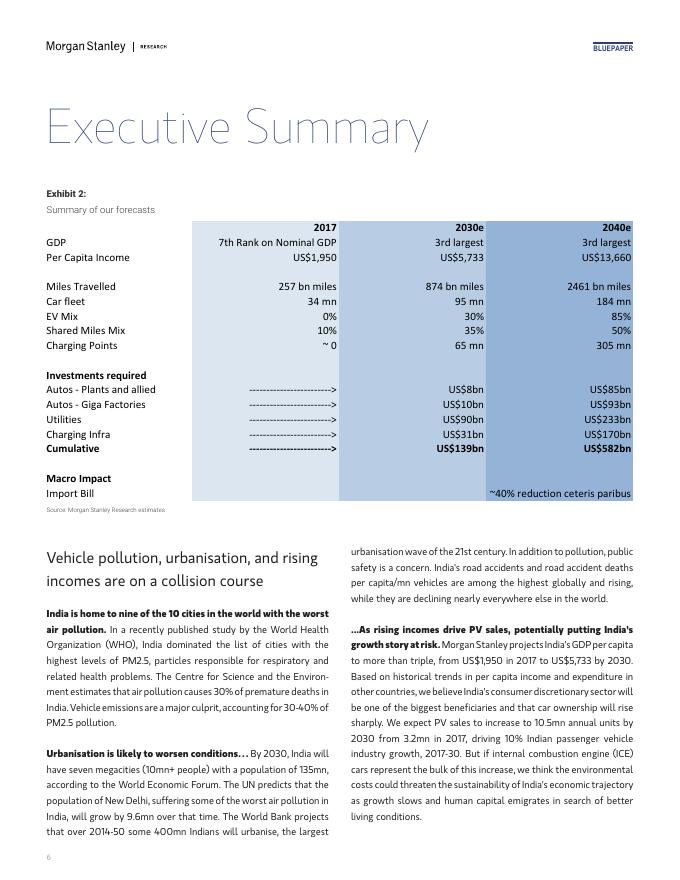 Morgan Stanley | RESEARCH
BLUEPAPER
Executive Summary
Exhibit 2:
Summary of our forecasts
2017 2030e 2040e
GDP 7th Rank on Nominal GDP 3rd largest 3rd largest
Per Capita Income US$1,950 US$5,733 US$13,660
Miles Travelled 257 bn miles 874 bn miles 2461 bn miles
Car fleet 34 mn 95 mn 184 mn
EV Mix 0% 30% 85%
Shared Miles Mix 10% 35% 50%
Charging Points ~ 0 65 mn 305 mn
Investments required
Autos - Plants and allied ------------------------> US$8bn US$85bn
Autos - Giga Factories ------------------------> US$10bn US$93bn
Utilities ------------------------> US$90bn US$233bn
Charging Infra ------------------------> US$31bn US$170bn
Cumulative ------------------------> US$139bn US$582bn
Macro Impact
Import Bill ~40% reduction ceteris paribus
Source: Morgan Stanley Research estimates
Vehicle pollution, urbanisation, and rising
incomes are on a collision course
India is home to nine of the 10 cities in the world with the worst
air pollution. In a recently published study by the World Health
Organization (WHO), India dominated the list of cities with the
highest levels of PM2.5, particles responsible for respiratory and
related health problems. The Centre for Science and the Environ-
ment estimates that air pollution causes 30% of premature deaths in
India. Vehicle emissions are a major culprit, accounting for 30-40% of
PM2.5 pollution.
Urbanisation is likely to worsen conditions... By 2030, India will
have seven megacities (10mn+ people) with a population of 135mn,
according to the World Economic Forum. The UN predicts that the
population of New Delhi, suffering some of the worst air pollution in
India, will grow by 9.6mn over that time. The World Bank projects
that over 2014-50 some 400mn Indians will urbanise, the largest
urbanisation wave of the 21st century. In addition to pollution, public
safety is a concern. India's road accidents and road accident deaths
per capita/mn vehicles are among the highest globally and rising,
while they are declining nearly everywhere else in the world.
...As rising incomes drive PV sales, potentially putting India's
growth story at risk. Morgan Stanley projects India's GDP per capita
to more than triple, from US$1,950 in 2017 to US$5,733 by 2030.
Based on historical trends in per capita income and expenditure in
other countries, we believe India's consumer discretionary sector will
be one of the biggest beneficiaries and that car ownership will rise
sharply. We expect PV sales to increase to 10.5mn annual units by
2030 from 3.2mn in 2017, driving 10% Indian passenger vehicle
industry growth, 2017-30. But if internal combustion engine (ICE)
cars represent the bulk of this increase, we think the environmental
costs could threaten the sustainability of India's economic trajectory
as growth slows and human capital emigrates in search of better
living conditions.
6